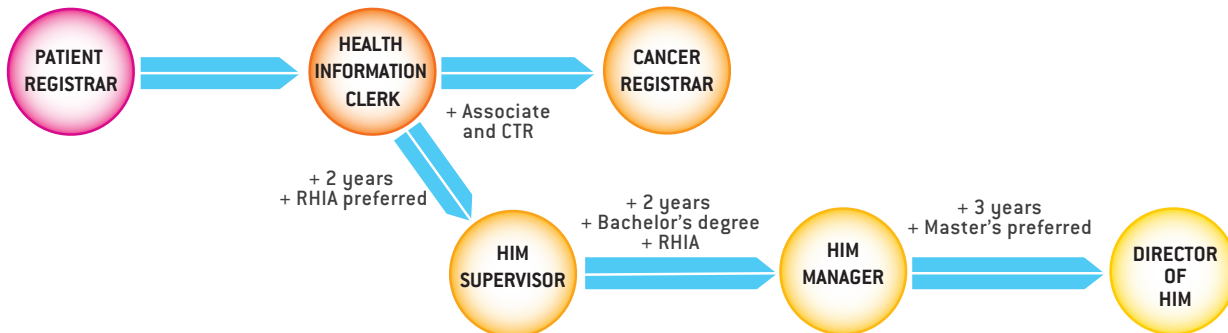 PATIENT
REGISTRAR
HEALTH
INFORMATION
CLERK
+ Associate
and CTR
CANCER
REGISTRAR
+ 2 years
+ RHIA preferred
HIM
SUPERVISOR
+ 2 years
+ Bachelor’s degree
+ RHIA
HIM
MANAGER
+ 3 years
+ Master’s preferred
DIRECTOR
OF
HIM